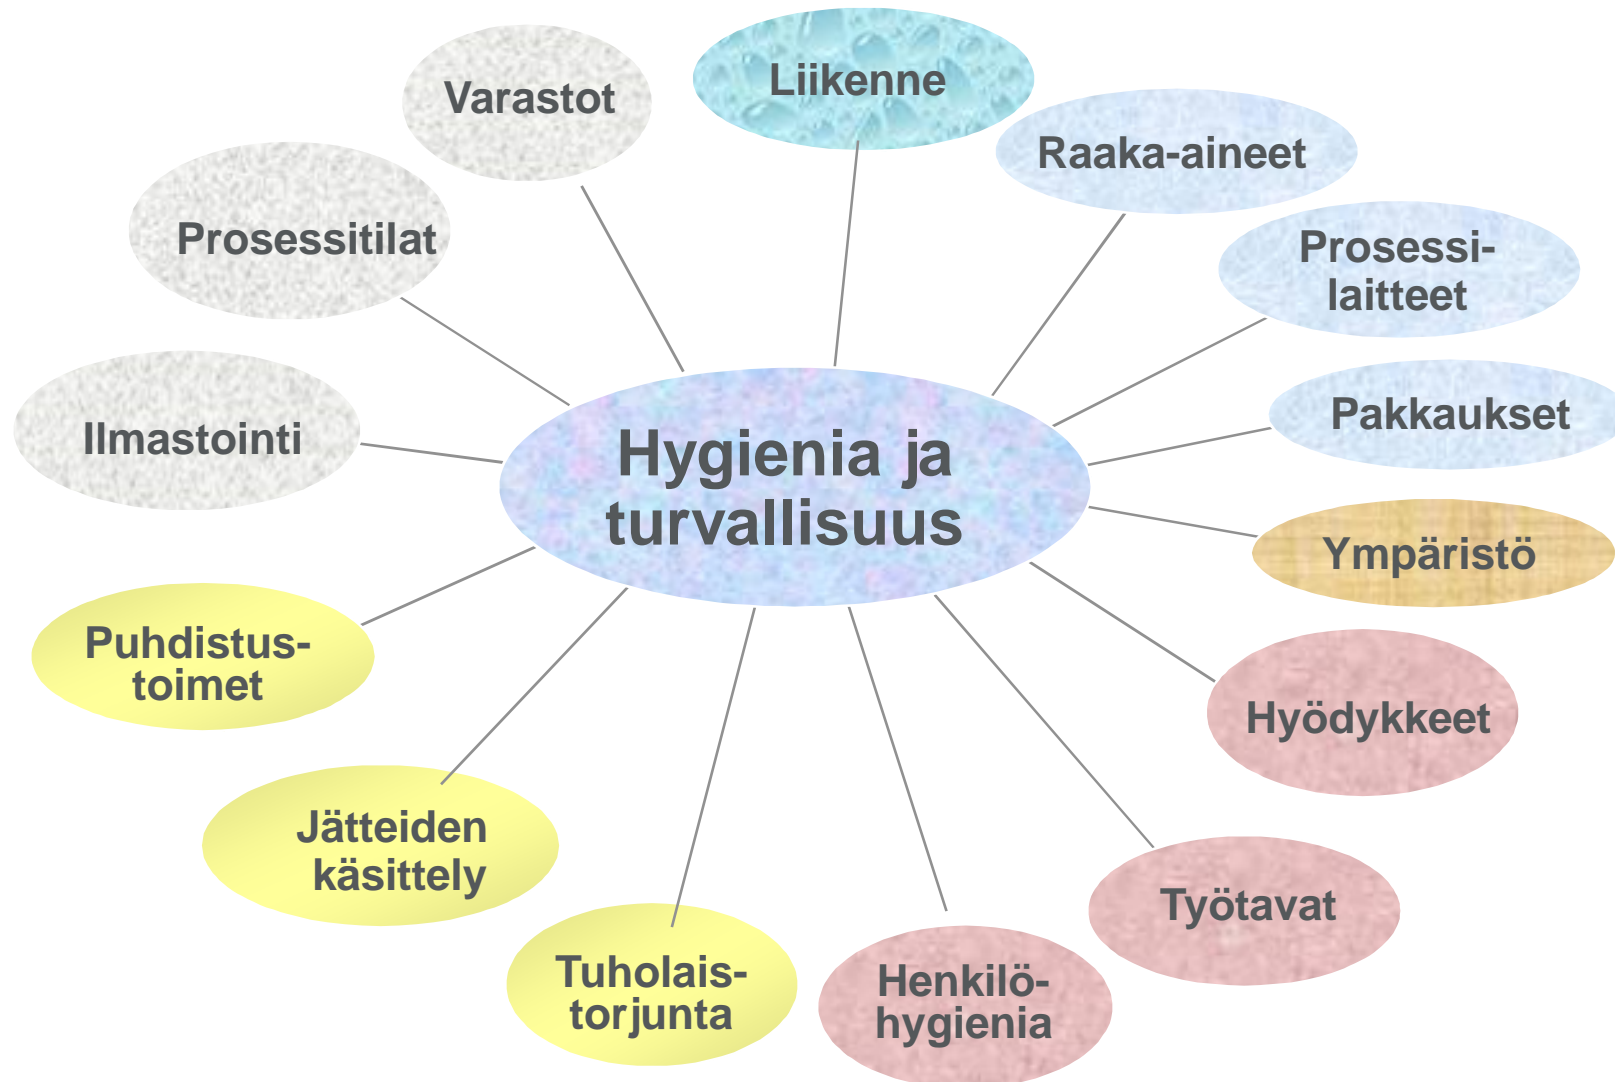 Varastot
Liikenne
Raaka-aineet
Prosessitilat
Prosessi-
laitteet
Ilmastointi
Pakkaukset
Hygienia ja
turvallisuus
Ympäristö
Puhdistus-
toimet
Hyödykkeet
Jätteiden
käsittely
Työtavat
Tuholais-
torjunta
Henkilö-
hygienia